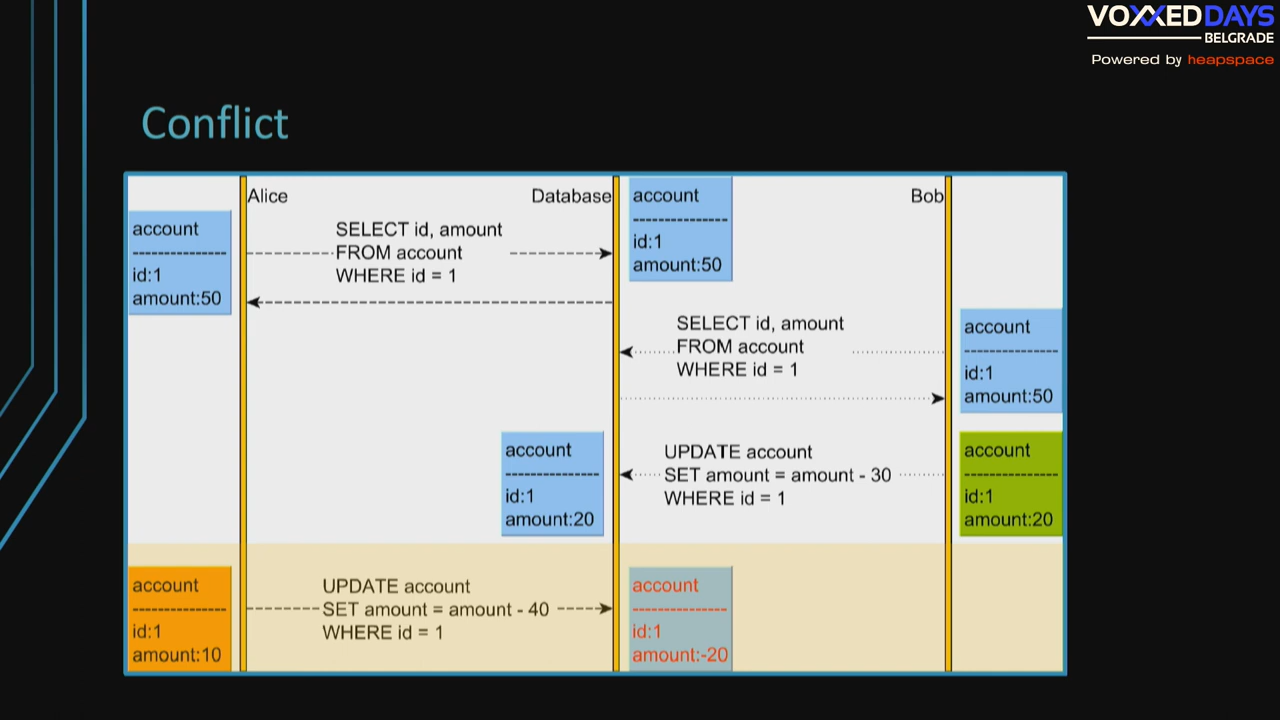 VOXXED DAYS
BELGRADE
Powered by heapspace
Conflict
Alice
Database
Bob
account
---------------
id:1
amount:50
SELECT id, amount
FROM account
WHERE id = 1
account
---------------
id:1
amount:50
SELECT id, amount
FROM account
WHERE id = 1
account
---------------
id:1
amount:50
account
---------------
id:1
amount:20
UPDATE account
SET amount = amount - 30
WHERE id = 1
account
---------------
id:1
amount:20
account
---------------
id:1
amount:10
UPDATE account
SET amount = amount - 40
WHERE id = 1
account
---------------
id:1
amount:-20